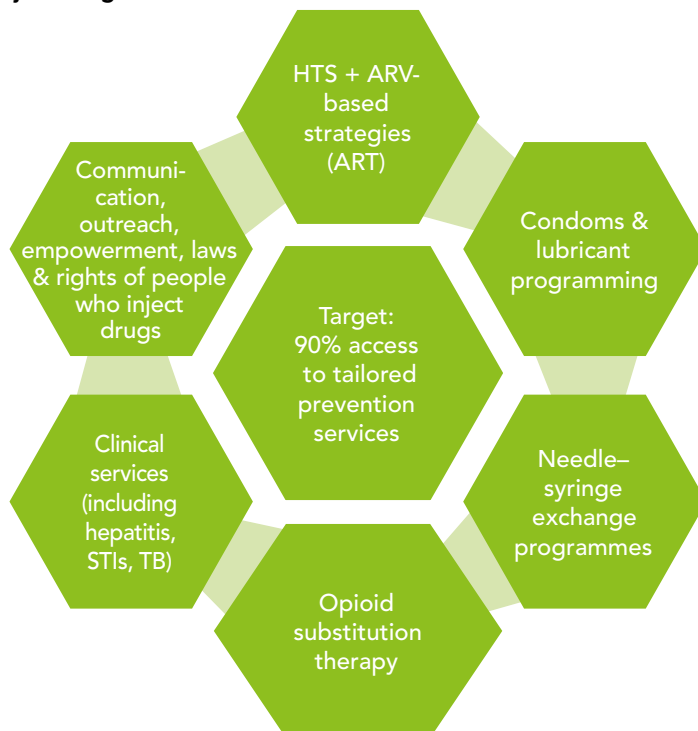 HTS + ARV-
based
strategies
(ART)
Communi-
cation,
outreach,
empowerment, laws
& rights of people
who inject
drugs
Condoms &
lubricant
programming
Target:
90% access
to tailored
prevention
services
Clinical
services
(including
hepatitis,
STIs, TB)
Needle–
syringe
exchange
programmes
Opioid
substitution
therapy